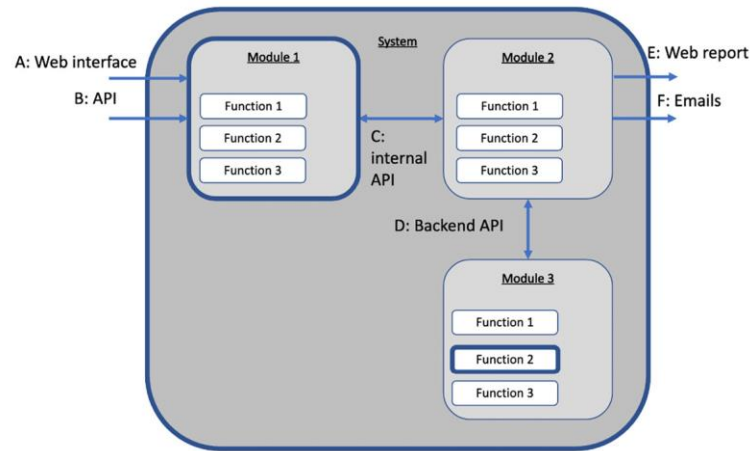 System
A: Web interface
B: API
Module 1
Function 1
Function 2
Function 3
C:
internal
API
Module 2
Function 1
Function 2
Function 3
E: Web report
F: Emails
D: Backend API
Module 3
Function 1
Function 2
Function 3